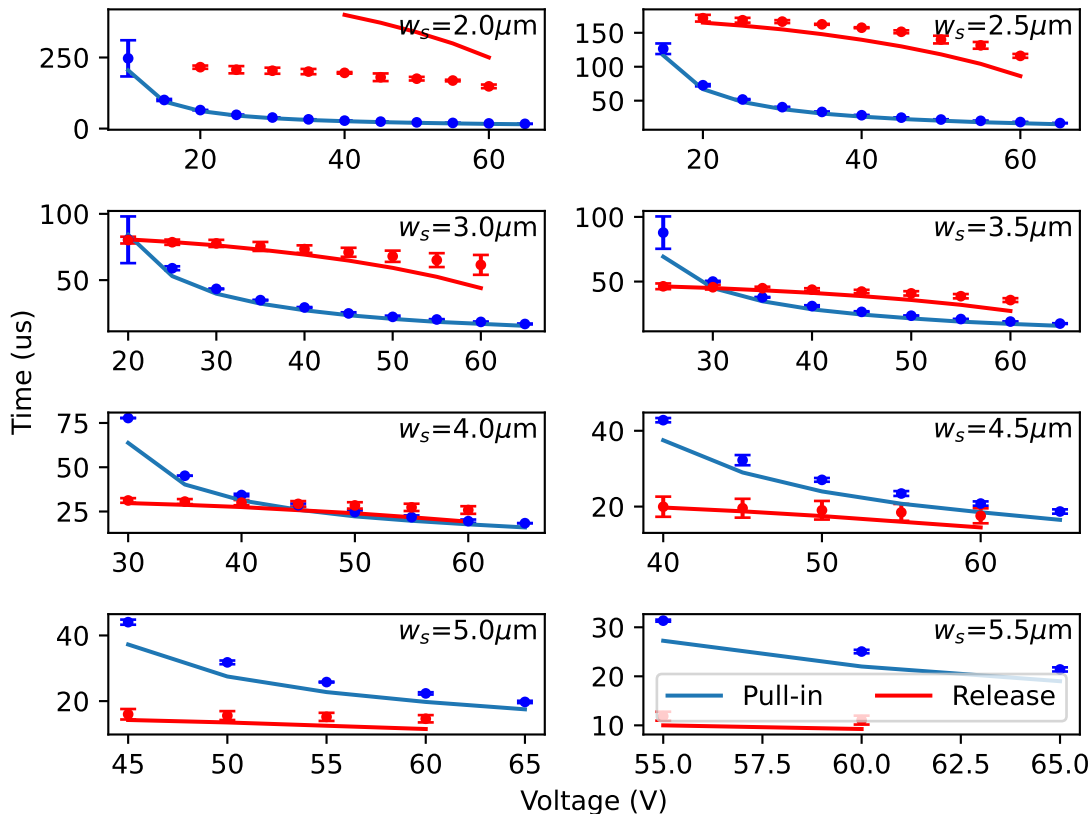 w_s=2.0μm
250
0
20 40 60
w_s=2.5μm
150
100
50
20 40 60
w_s=3.0μm
100
50
20 30 40 50 60
w_s=3.5μm
100
50
30 40 50 60
Time (us)
w_s=4.0μm
75
50
25
30 40 50 60
w_s=4.5μm
40
20
40 50 60
w_s=5.0μm
40
20
45 50 55 60 65
w_s=5.5μm
30
20
10
Pull-in Release
55.0 57.5 60.0 62.5 65.0
Voltage (V)